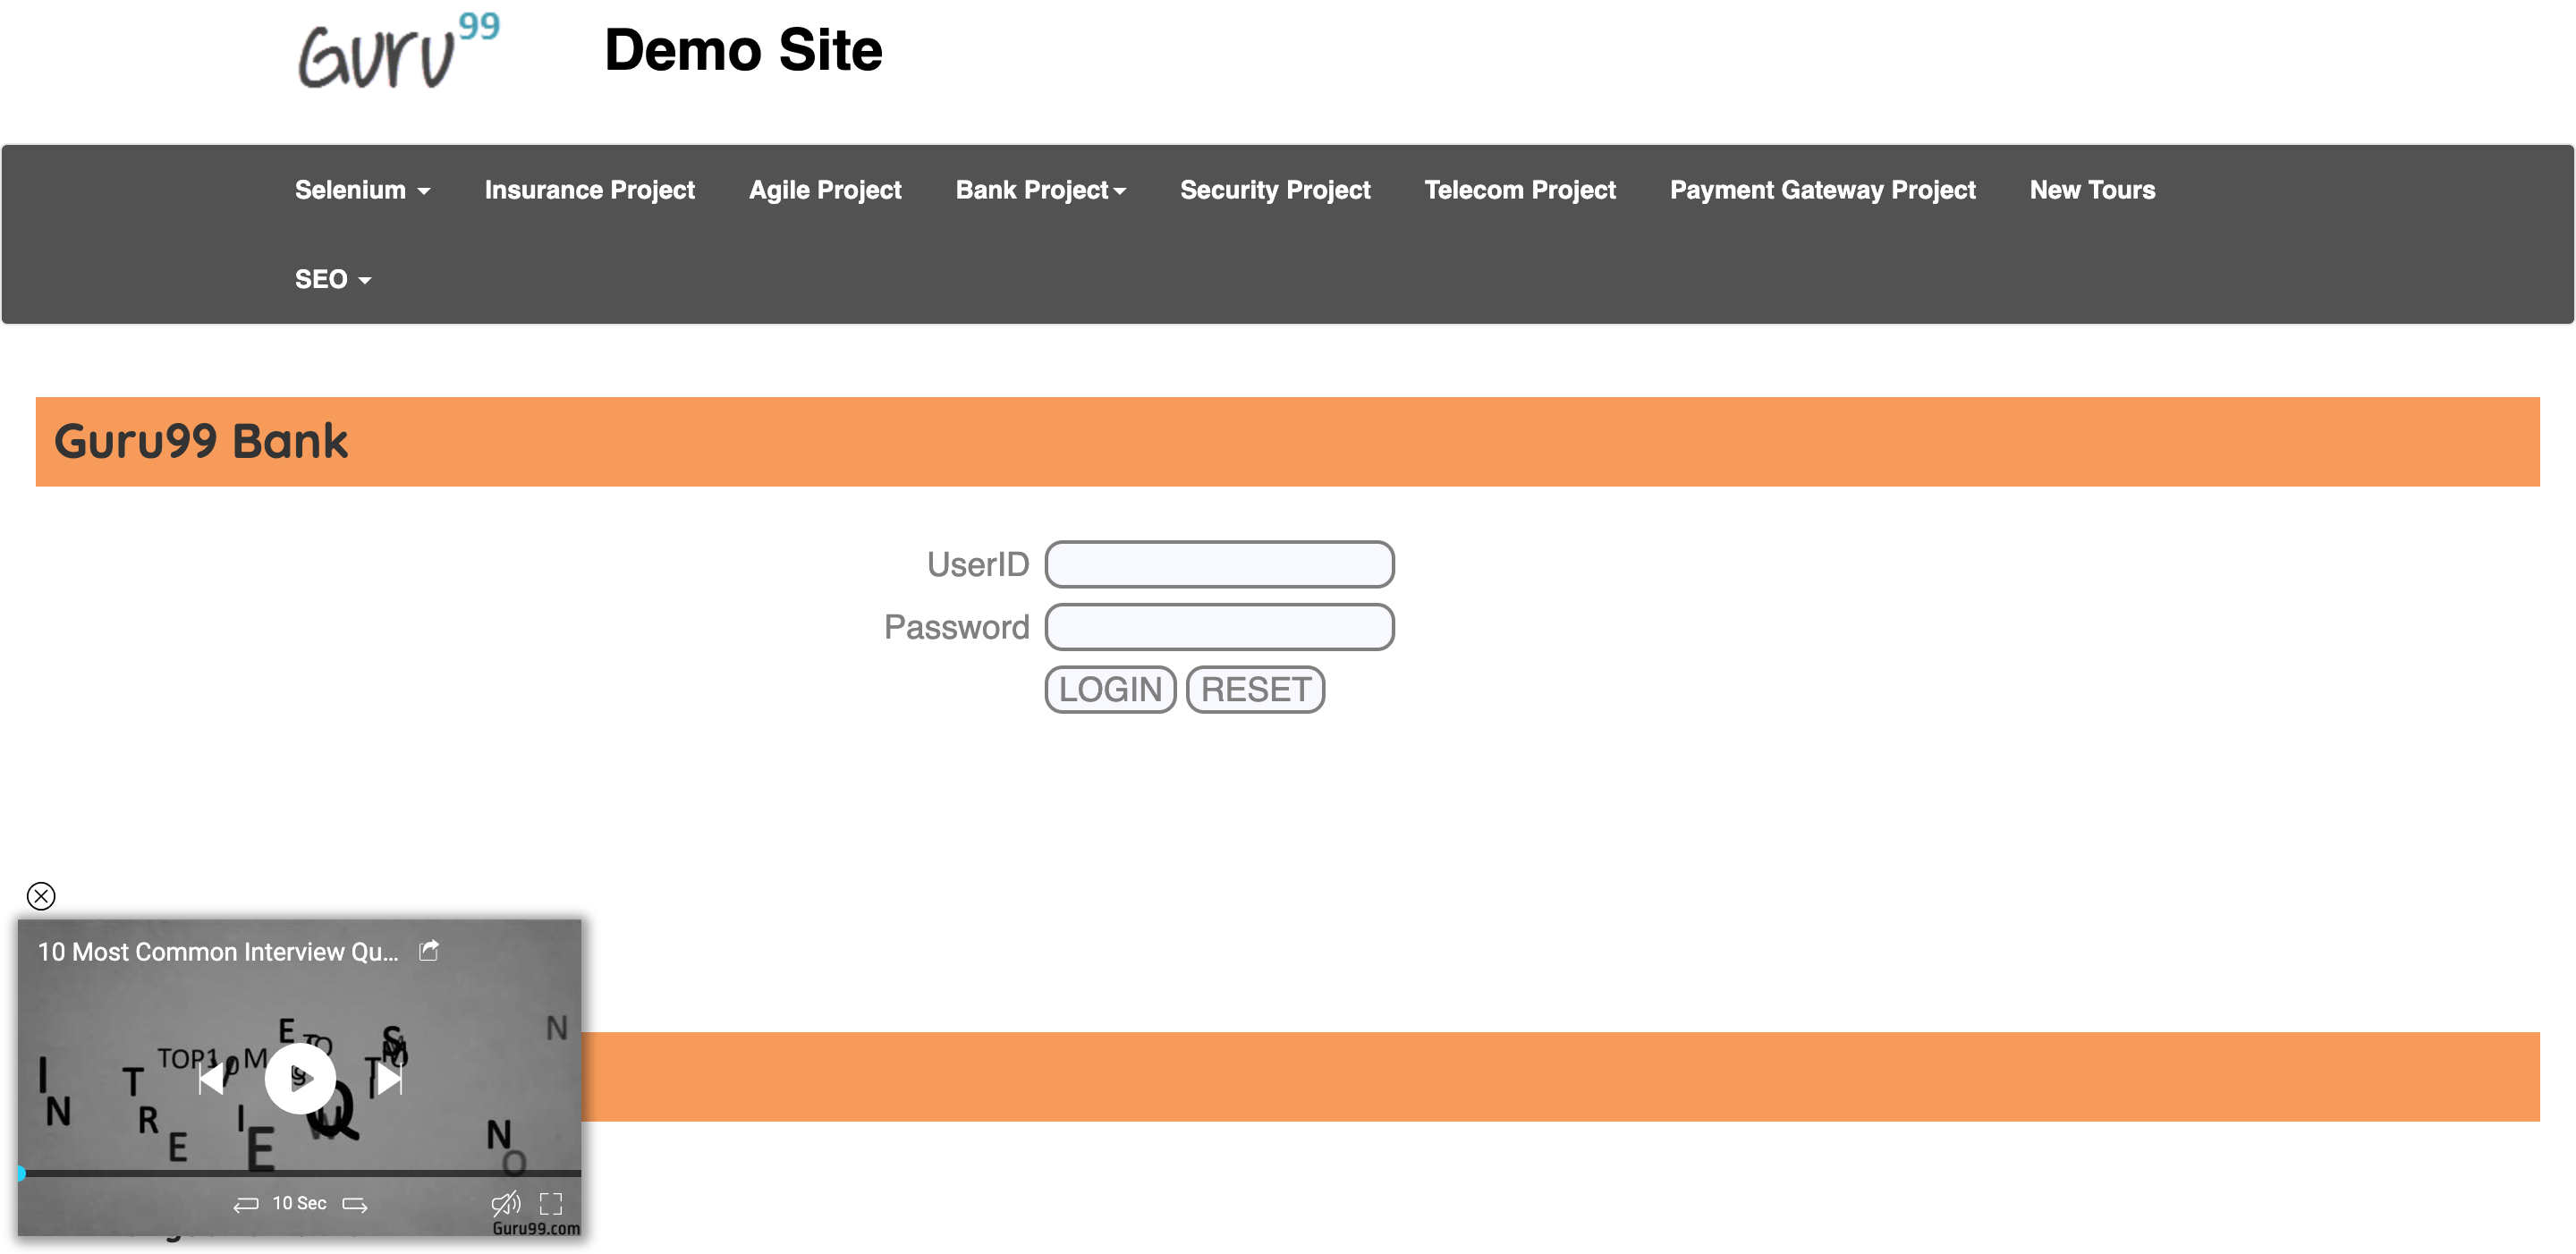 Guru99
Demo Site
Selenium
Insurance Project
Agile Project
Bank Project
Security Project
Telecom Project
Payment Gateway Project
New Tours
SEO
Guru99 Bank
UserID
Password
LOGIN RESET
10 Most Common Interview Qu...
10 Sec
Guru99.com